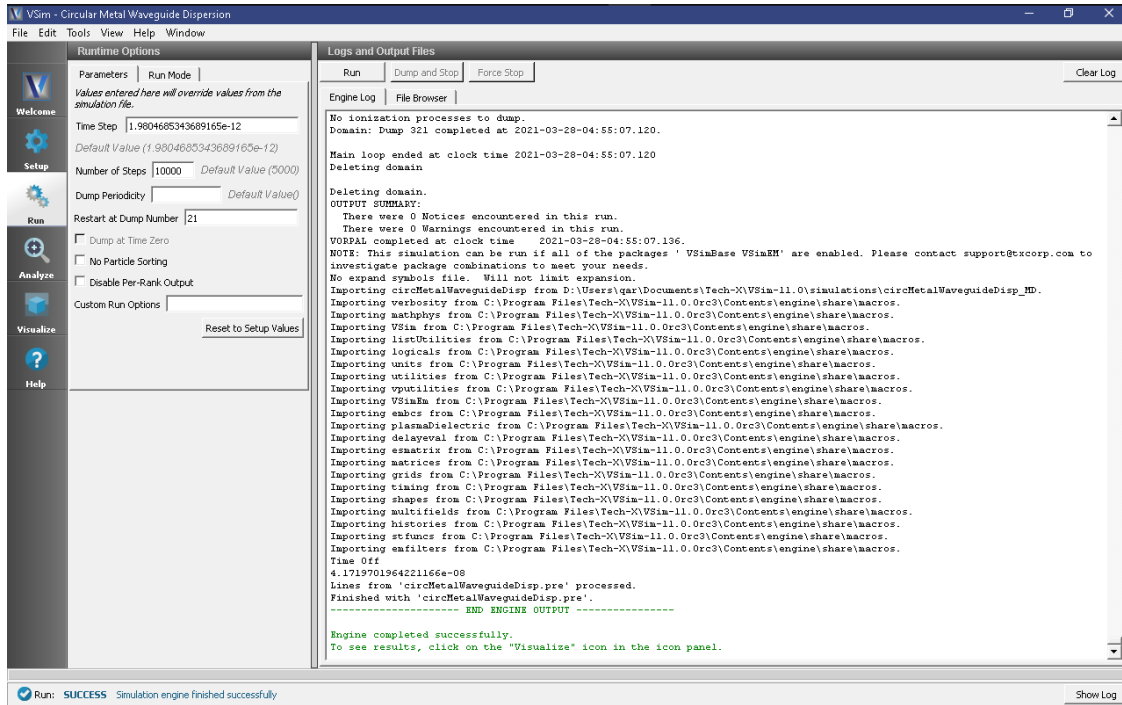 VSim - Circular Metal Waveguide Dispersion
File Edit Tools View Help Window
Runtime Options
Logs and Output Files
Welcome
Setup
Run
Analyze
Visualize
Help
Parameters
Run Mode
Values entered here will override values from the
simulation file.
Time Step 1.9804685343689165e-12
Default Value (1.9804685343689165e-12)
Number of Steps 10000 Default Value (5000)
Dump Periodicity Default Value()
Restart at Dump Number 21
Dump at Time Zero
No Particle Sorting
Disable Per-Rank Output
Custom Run Options
Reset to Setup Values
Run Dump and Stop Force Stop Clear Log
Engine Log File Browser
No ionization processes to dump.
Domain: Dump 321 completed at 2021-03-28-04:55:07.120.
Main loop ended at clock time 2021-03-28-04:55:07.120
Deleting domain
Deleting domain.
OUTPUT SUMMARY:
There were 0 Notices encountered in this run.
There were 0 Warnings encountered in this run.
VORPAL completed at clock time 2021-03-28-04:55:07.136.
NOTE: This simulation can be run if all of the packages ' VSimBase VSimEM' are enabled. Please contact support@txcorp.com to
investigate package combinations to meet your needs.
No expand symbols file. Will not limit expansion.
Importing circMetalWaveguideDisp from D:\Users\qar\Documents\Tech-X\VSim-11.0\simulations\circMetalWaveguideDisp_MD.
Importing verbosity from C:\Program Files\Tech-X\VSim-11.0.0rc3\Contents\engine\share\macros.
Importing mathphys from C:\Program Files\Tech-X\VSim-11.0.0rc3\Contents\engine\share\macros.
Importing VSim from C:\Program Files\Tech-X\VSim-11.0.0rc3\Contents\engine\share\macros.
Importing listUtilities from C:\Program Files\Tech-X\VSim-11.0.0rc3\Contents\engine\share\macros.
Importing logicals from C:\Program Files\Tech-X\VSim-11.0.0rc3\Contents\engine\share\macros.
Importing units from C:\Program Files\Tech-X\VSim-11.0.0rc3\Contents\engine\share\macros.
Importing utilities from C:\Program Files\Tech-X\VSim-11.0.0rc3\Contents\engine\share\macros.
Importing vputilities from C:\Program Files\Tech-X\VSim-11.0.0rc3\Contents\engine\share\macros.
Importing VSimEm from C:\Program Files\Tech-X\VSim-11.0.0rc3\Contents\engine\share\macros.
Importing embcs from C:\Program Files\Tech-X\VSim-11.0.0rc3\Contents\engine\share\macros.
Importing plasmaDielectric from C:\Program Files\Tech-X\VSim-11.0.0rc3\Contents\engine\share\macros.
Importing delayeval from C:\Program Files\Tech-X\VSim-11.0.0rc3\Contents\engine\share\macros.
Importing esmatrix from C:\Program Files\Tech-X\VSim-11.0.0rc3\Contents\engine\share\macros.
Importing matrices from C:\Program Files\Tech-X\VSim-11.0.0rc3\Contents\engine\share\macros.
Importing grids from C:\Program Files\Tech-X\VSim-11.0.0rc3\Contents\engine\share\macros.
Importing timing from C:\Program Files\Tech-X\VSim-11.0.0rc3\Contents\engine\share\macros.
Importing shapes from C:\Program Files\Tech-X\VSim-11.0.0rc3\Contents\engine\share\macros.
Importing multifields from C:\Program Files\Tech-X\VSim-11.0.0rc3\Contents\engine\share\macros.
Importing histories from C:\Program Files\Tech-X\VSim-11.0.0rc3\Contents\engine\share\macros.
Importing stfuncs from C:\Program Files\Tech-X\VSim-11.0.0rc3\Contents\engine\share\macros.
Importing emfilters from C:\Program Files\Tech-X\VSim-11.0.0rc3\Contents\engine\share\macros.
Time Off
4.1719701964221166e-08
Lines from 'circMetalWaveguideDisp.pre' processed.
Finished with 'circMetalWaveguideDisp.pre'.
--------------------- END ENGINE OUTPUT ----------------
Engine completed successfully.
To see results, click on the "Visualize" icon in the icon panel.
Run: SUCCESS Simulation engine finished successfully
Show Log